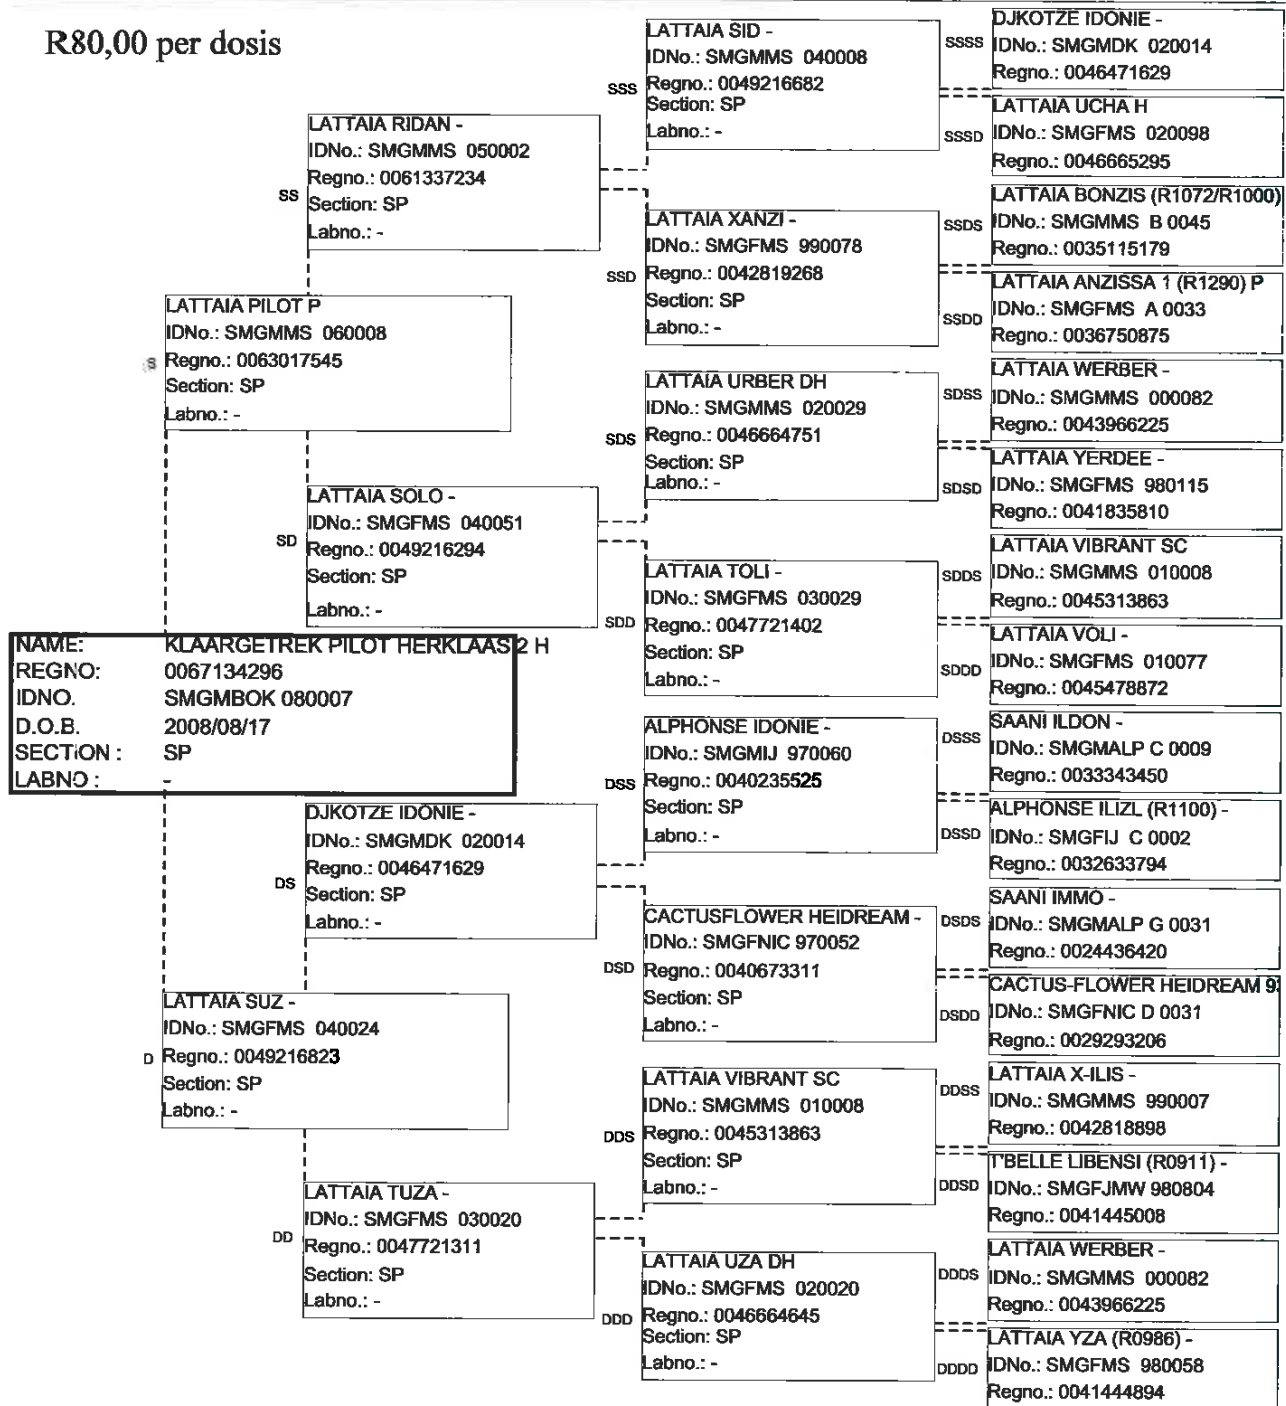 R80,00 per dosis
NAME: KLAARGETREK PILOT HERKLAAS 2 H
REGNO: 0067134296
IDNO. SMGMBOK 080007
D.O.B. 2008/08/17
SECTION : SP
LABNO : -
S
LATTAIA PILOT P
IDNo.: SMGMMS 060008
Regno.: 0063017545
Section: SP
Labno.: -
D
LATTAIA SUZ -
IDNo.: SMGFMS 040024
Regno.: 0049216823
Section: SP
Labno.: -
SS
LATTAIA RIDAN -
IDNo.: SMGMMS 050002
Regno.: 0061337234
Section: SP
Labno.: -
SD
LATTAIA SOLO -
IDNo.: SMGFMS 040051
Regno.: 0049216294
Section: SP
Labno.: -
DS
DJKOTZE IDONIE -
IDNo.: SMGMDK 020014
Regno.: 0046471629
Section: SP
Labno.: -
DD
LATTAIA TUZA -
IDNo.: SMGFMS 030020
Regno.: 0047721311
Section: SP
Labno.: -
SSS
LATTAIA SID -
IDNo.: SMGMMS 040008
Regno.: 0049216682
Section: SP
Labno.: -
SSD
LATTAIA XANZI -
IDNo.: SMGFMS 990078
Regno.: 0042819268
Section: SP
Labno.: -
SDS
LATTAIA URBER DH
IDNo.: SMGMMS 020029
Regno.: 0046664751
Section: SP
Labno.: -
SDD
LATTAIA TOLI -
IDNo.: SMGFMS 030029
Regno.: 0047721402
Section: SP
Labno.: -
DSS
ALPHONSE IDONIE -
IDNo.: SMGMIJ 970060
Regno.: 0040235525
Section: SP
Labno.: -
DSD
CACTUSFLOWER HEIDREAM -
IDNo.: SMGFNIC 970052
Regno.: 0040673311
Section: SP
Labno.: -
DDS
LATTAIA VIBRANT SC
IDNo.: SMGMMS 010008
Regno.: 0045313863
Section: SP
Labno.: -
DDD
LATTAIA UZA DH
IDNo.: SMGFMS 020020
Regno.: 0046664645
Section: SP
Labno.: -
SSSS
DJKOTZE IDONIE -
IDNo.: SMGMDK 020014
Regno.: 0046471629
SSSD
LATTAIA UCHA H
IDNo.: SMGFMS 020098
Regno.: 0046665295
SSDS
LATTAIA BONZIS (R1072/R1000)
IDNo.: SMGMMS B 0045
Regno.: 0035115179
SSDD
LATTAIA ANZISSA 1 (R1290) P
IDNo.: SMGFMS A 0033
Regno.: 0036750875
SDSS
LATTAIA WERBER -
IDNo.: SMGMMS 000082
Regno.: 0043966225
SDSD
LATTAIA YERDEE -
IDNo.: SMGFMS 980115
Regno.: 0041835810
SDDS
LATTAIA VIBRANT SC
IDNo.: SMGMMS 010008
Regno.: 0045313863
SDDD
LATTAIA VOLI -
IDNo.: SMGFMS 010077
Regno.: 0045478872
DSSS
SAANI ILDON -
IDNo.: SMGMALP C 0009
Regno.: 0033343450
DSSD
ALPHONSE ILIZL (R1100) -
IDNo.: SMGFIJ C 0002
Regno.: 0032633794
DSDS
SAANI IMMO -
IDNo.: SMGMALP G 0031
Regno.: 0024436420
DSDD
CACTUS-FLOWER HEIDREAM
IDNo.: SMGFNIC D 0031
Regno.: 0029293206
DDSS
LATTAIA X-ILIS -
IDNo.: SMGMMS 990007
Regno.: 0042818898
DDSD
T'BELLE LIBENSI (R0911) -
IDNo.: SMGFJMW 980804
Regno.: 0041445008
DDDS
LATTAIA WERBER -
IDNo.: SMGMMS 000082
Regno.: 0043966225
DDDD
LATTAIA YZA (R0986) -
IDNo.: SMGFMS 980058
Regno.: 0041444894